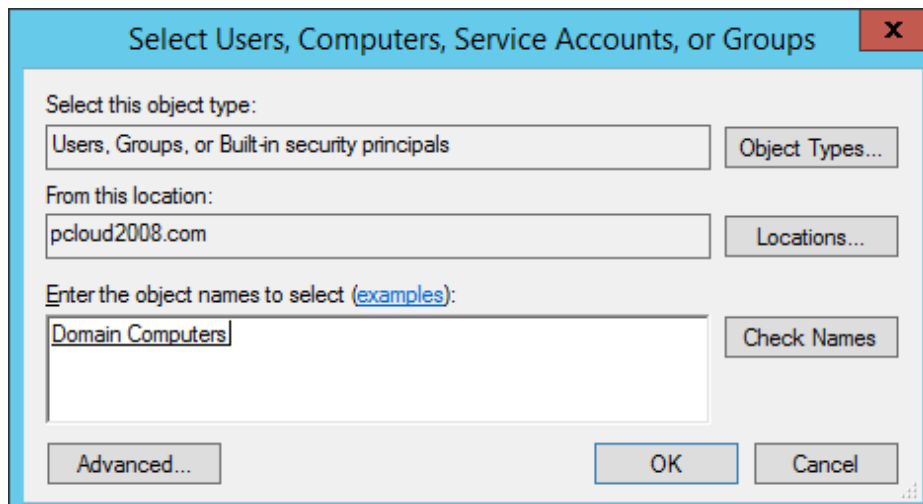 Select Users, Computers, Service Accounts, or Groups
x
Select this object type:
Users, Groups, or Built-in security principals
Object Types...
From this location:
pcloud2008.com
Locations...
Enter the object names to select (examples):
Domain Computers
Check Names
Advanced...
OK
Cancel